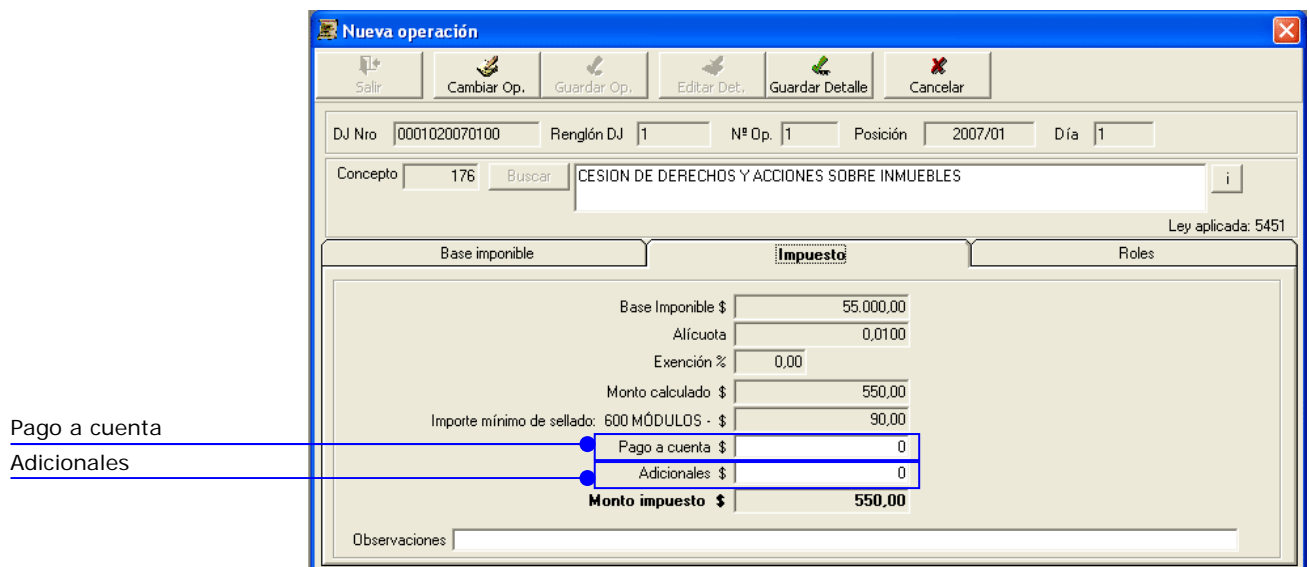 Nueva operación
Salir Cambiar Op. Guardar Op. Editar Det. Guardar Detalle Cancelar
DJ Nro 0001020070100 Renglón DJ 1 Nº Op. 1 Posición 2007/01 Día 1
Concepto 176 Buscar CESION DE DERECHOS Y ACCIONES SOBRE INMUEBLES i
Ley aplicada: 5451
Base imponible Impuesto Roles
Base Imponible $ 55.000,00
Alícuota 0,0100
Exención % 0,00
Monto calculado $ 550,00
Importe mínimo de sellado: 600 MÓDULOS - $ 90,00
Pago a cuenta
Pago a cuenta $ 0
Adicionales
Adicionales $ 0
Monto impuesto $ 550,00
Observaciones